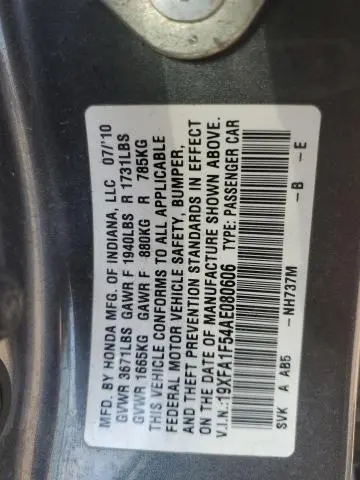 MFD. BY HONDA MFG. OF INDIANA, LLC 07/'10
GVWR 3671LBS GAWR F 1940LBS R 1731LBS
GVWR 1665KG GAWR F 880KG R 785KG
THIS VEHICLE CONFORMS TO ALL APPLICABLE
FEDERAL MOTOR VEHICLE SAFETY, BUMPER,
AND THEFT PREVENTION STANDARDS IN EFFECT
ON THE DATE OF MANUFACTURE SHOWN ABOVE.
V.I.N.:19XFA1F54AE080606 TYPE: PASSENGER CAR
SVK A AB5 -NH737M -B -E